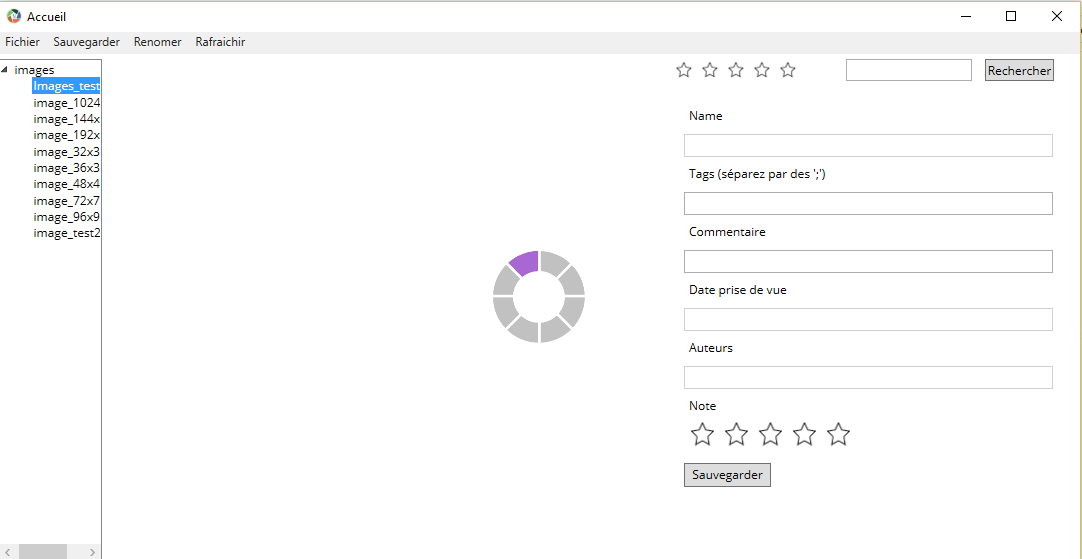 Accueil
Fichier Sauvegarder Renomer Rafraichir
images
Images_test
image_1024
image_144x
image_192x
image_32x3
image_36x3
image_48x4
image_72x7
image_96x9
image_test2
Rechercher
Name
Tags (séparez par des ';')
Commentaire
Date prise de vue
Auteurs
Note
Sauvegarder